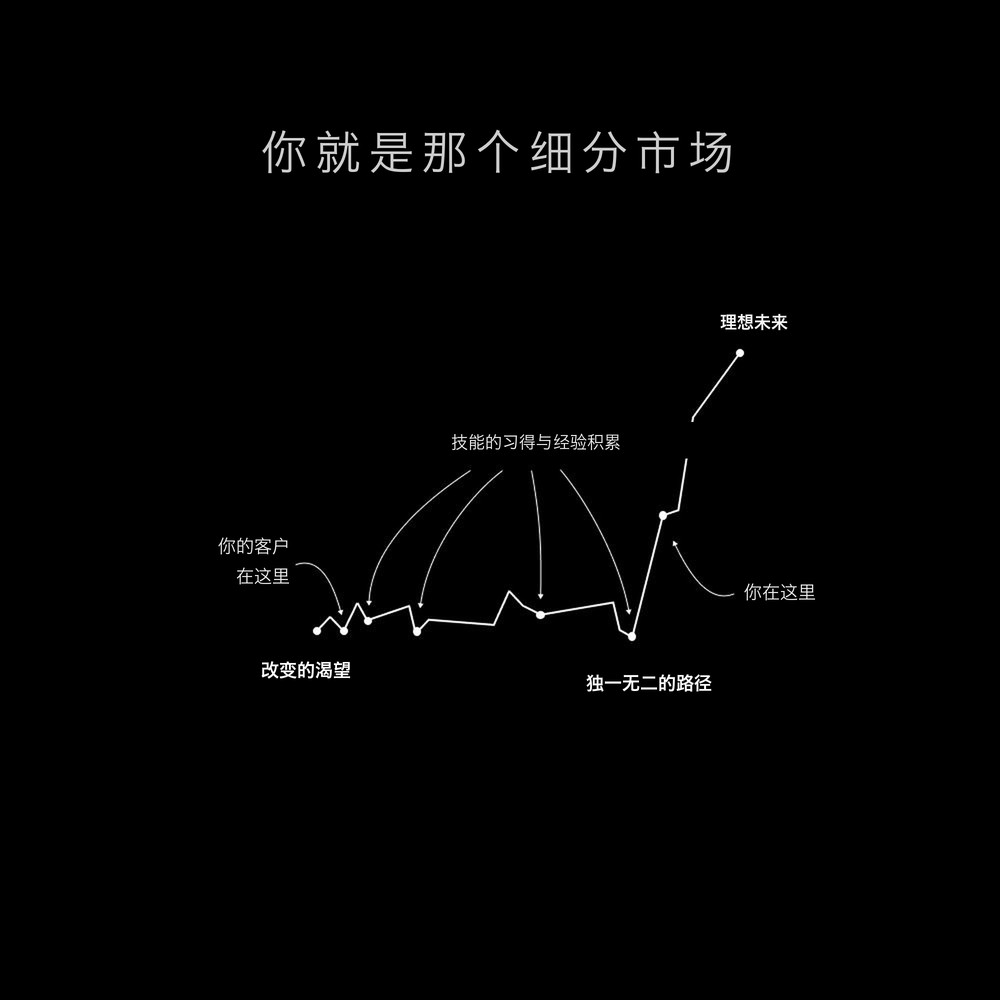 你就是那个细分市场
理想未来
技能的习得与经验积累
你的客户
在这里
你在这里
改变的渴望
独一无二的路径